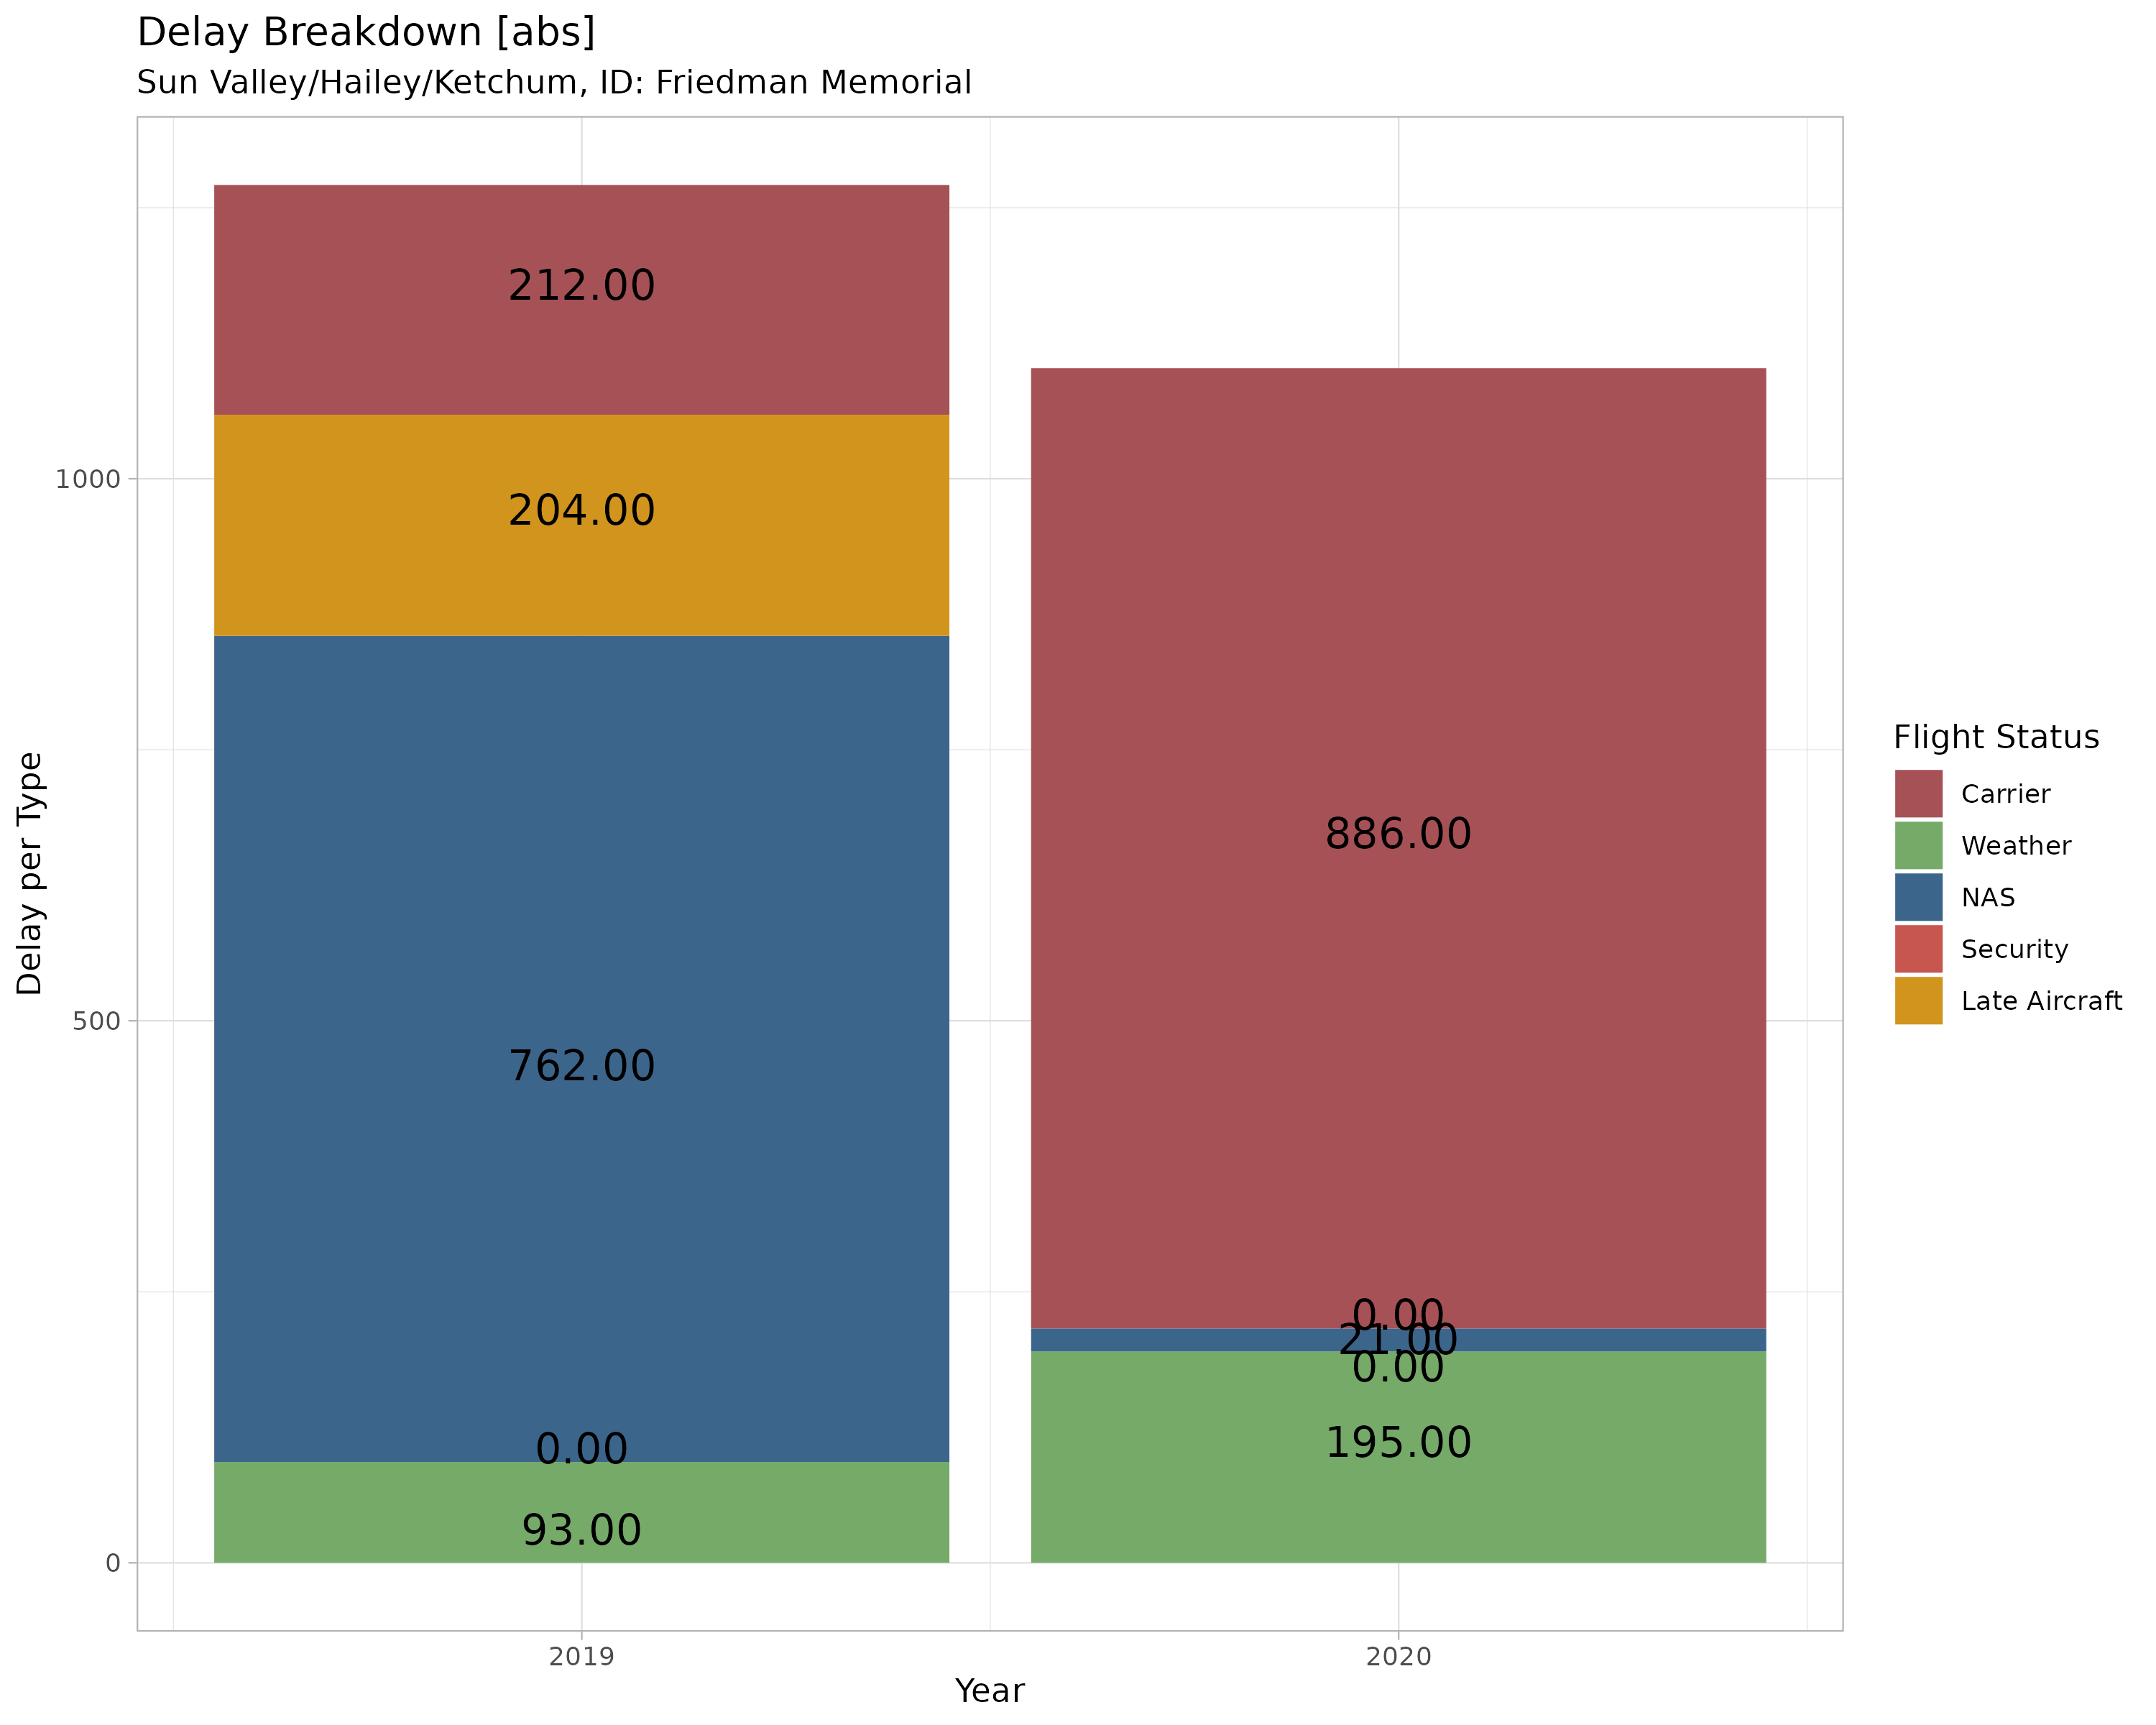 Delay Breakdown [abs]
Sun Valley/Hailey/Ketchum, ID: Friedman Memorial
Delay per Type
1000
500
0
212.00
204.00
762.00
0.00
93.00
886.00
0.00
21.00
0.00
195.00
2019
2020
Year
Flight Status
Carrier
Weather
NAS
Security
Late Aircraft